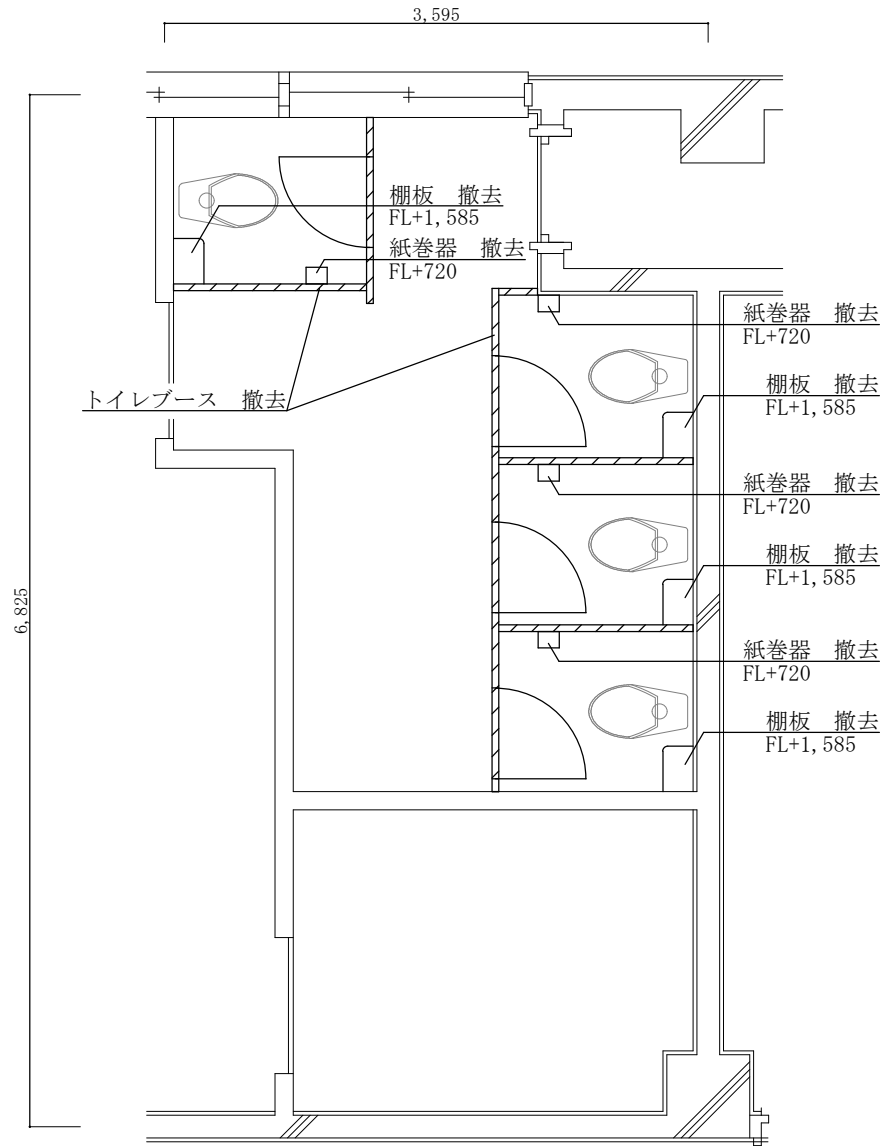 3,595
棚板　撤去
FL+1,585
紙巻器　撤去
FL+720
紙巻器　撤去
FL+720
棚板　撤去
FL+1,585
トイレブース　撤去
紙巻器　撤去
FL+720
棚板　撤去
FL+1,585
6,825
紙巻器　撤去
FL+720
棚板　撤去
FL+1,585